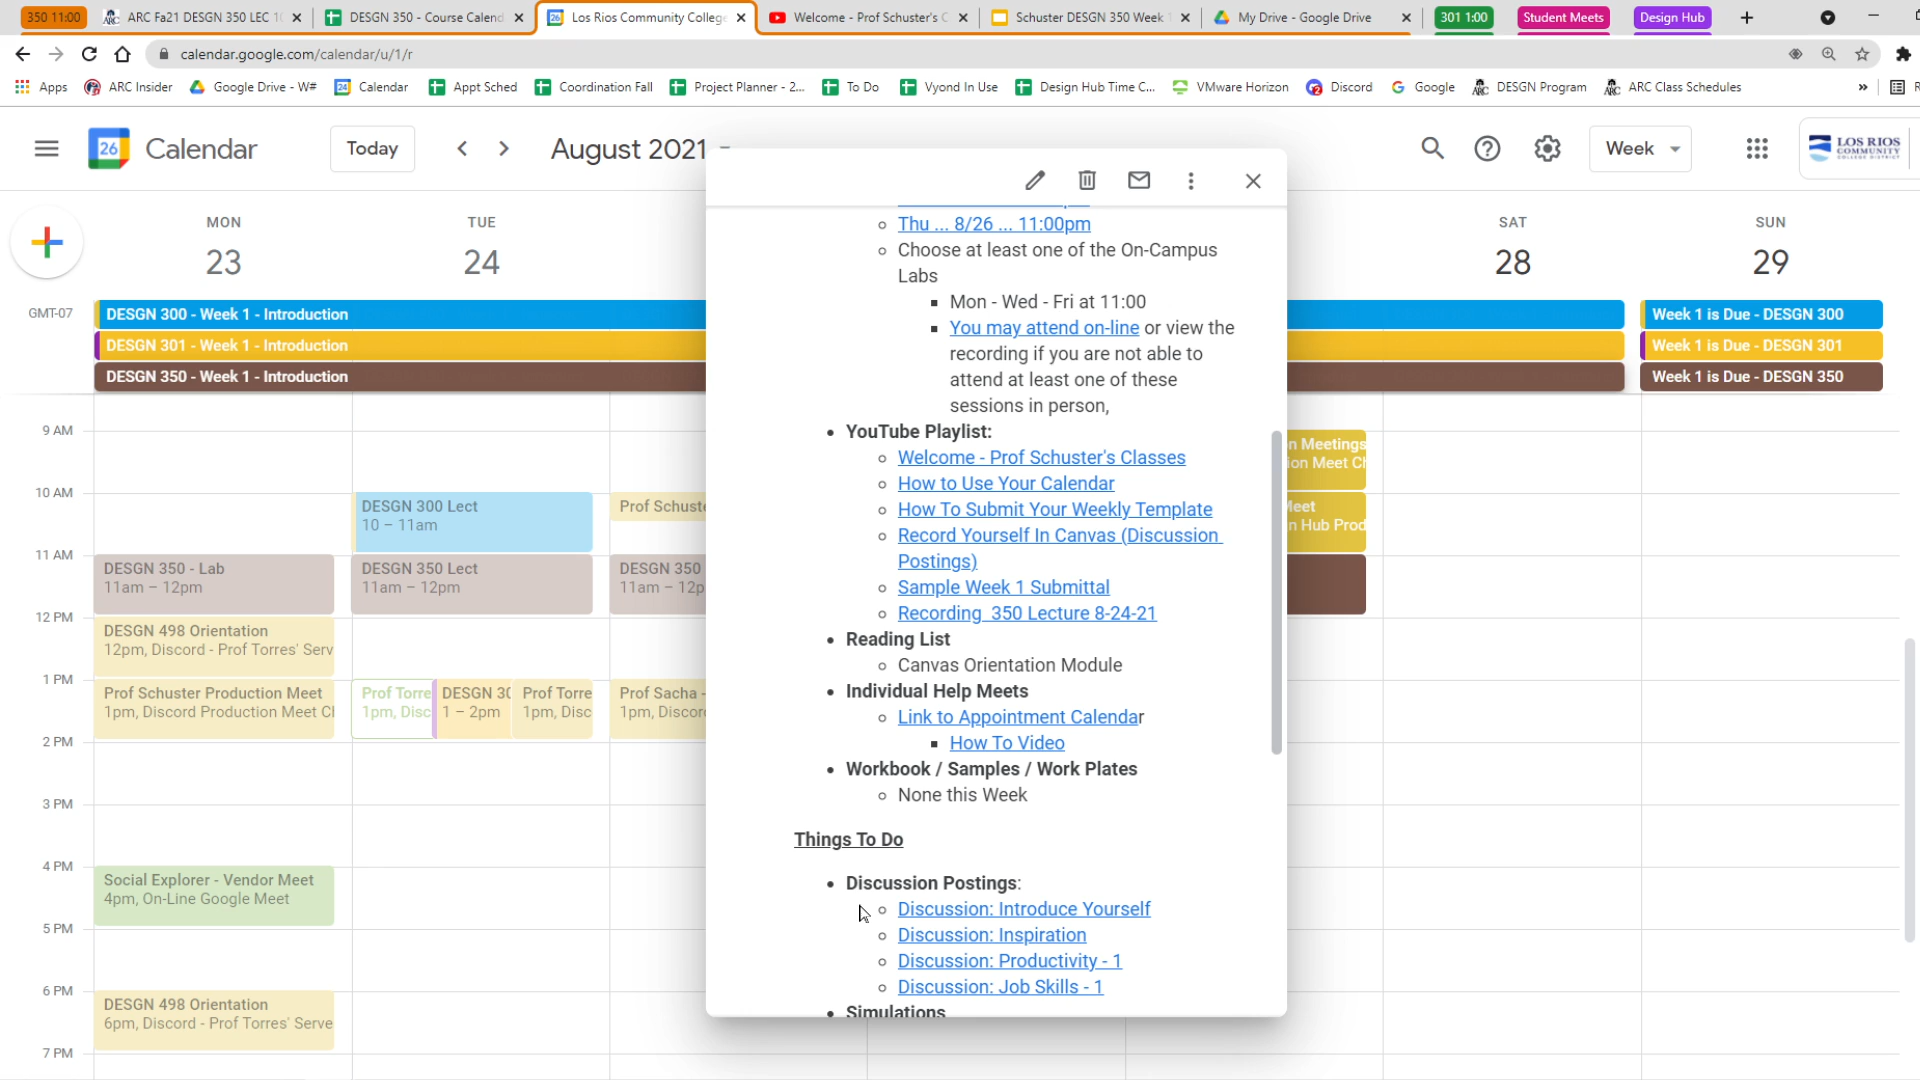 350 11:00
ARC Fa21 DESGN 350 LEC 1
DESGN 350 - Course Calend
Los Rios Community College
Welcome - Prof Schuster's C
Schuster DESGN 350 Week
My Drive - Google Drive
301 1:00
Student Meets
Design Hub
calendar.google.com/calendar/u/1/r
Apps
ARC Insider
Google Drive - W#
Calendar
Appt Sched
Coordination Fall
Project Planner - 2...
To Do
Vyond In Use
Design Hub Time C...
VMware Horizon
Discord
Google
DESGN Program
ARC Class Schedules
»
26
Calendar
Today
August 2021
Week
LOS RIOS
COMMUNITY
COLLEGE DISTRICT
MON
23
TUE
24
SAT
28
SUN
29
GMT-07
DESGN 300 - Week 1 - Introduction
DESGN 301 - Week 1 - Introduction
DESGN 350 - Week 1 - Introduction
Week 1 is Due - DESGN 300
Week 1 is Due - DESGN 301
Week 1 is Due - DESGN 350
9 AM
10 AM
11 AM
12 PM
1 PM
2 PM
3 PM
4 PM
5 PM
6 PM
7 PM
DESGN 350 - Lab
11am – 12pm
DESGN 498 Orientation
12pm, Discord - Prof Torres' Serv
Prof Schuster Production Meet
1pm, Discord Production Meet Cl
Social Explorer - Vendor Meet
4pm, On-Line Google Meet
DESGN 498 Orientation
6pm, Discord - Prof Torres' Serve
DESGN 300 Lect
10 – 11am
DESGN 350 Lect
11am – 12pm
Prof Torre
1pm, Disc
DESGN 30
1 – 2pm
Prof Torre
1pm, Disc
Prof Schuste
DESGN 350
11am – 12p
Prof Sacha -
1pm, Discor
n Meetings
ion Meet Cl
Meet
n Hub Prod
Thu ... 8/26 ... 11:00pm
Choose at least one of the On-Campus
Labs
Mon - Wed - Fri at 11:00
You may attend on-line or view the
recording if you are not able to
attend at least one of these
sessions in person,
YouTube Playlist:
Welcome - Prof Schuster's Classes
How to Use Your Calendar
How To Submit Your Weekly Template
Record Yourself In Canvas (Discussion
Postings)
Sample Week 1 Submittal
Recording_350 Lecture 8-24-21
Reading List
Canvas Orientation Module
Individual Help Meets
Link to Appointment Calendar
How To Video
Workbook / Samples / Work Plates
None this Week
Things To Do
Discussion Postings:
Discussion: Introduce Yourself
Discussion: Inspiration
Discussion: Productivity - 1
Discussion: Job Skills - 1
Simulations